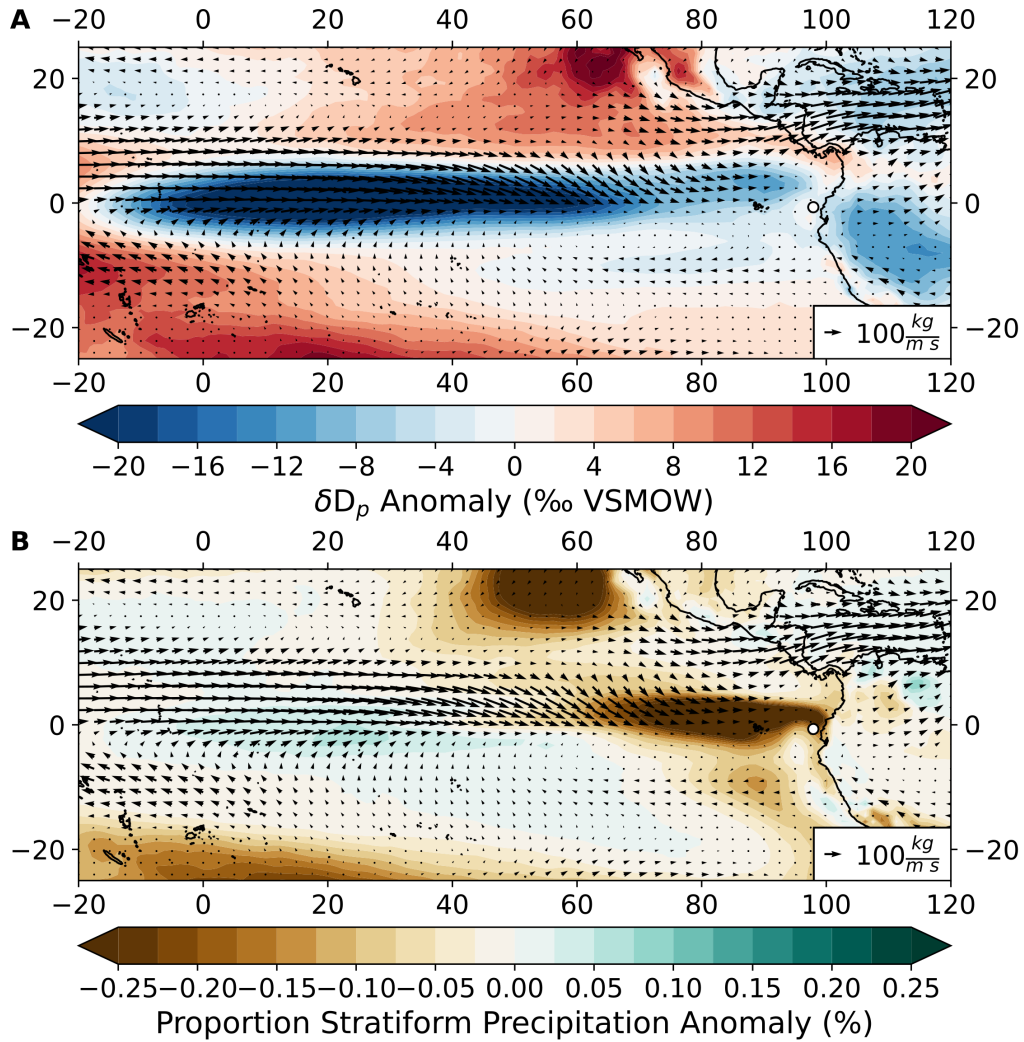 A
−20 0 20 40 60 80 100 120
20 20
0 0
−20 −20
100 kg/m s
−20 0 20 40 60 80 100 120
−20 −16 −12 −8 −4 0 4 8 12 16 20
δDp Anomaly (‰ VSMOW)
B
−20 0 20 40 60 80 100 120
20 20
0 0
−20 −20
100 kg/m s
−20 0 20 40 60 80 100 120
−0.25 −0.20 −0.15 −0.10 −0.05 0.00 0.05 0.10 0.15 0.20 0.25
Proportion Stratiform Precipitation Anomaly (%)